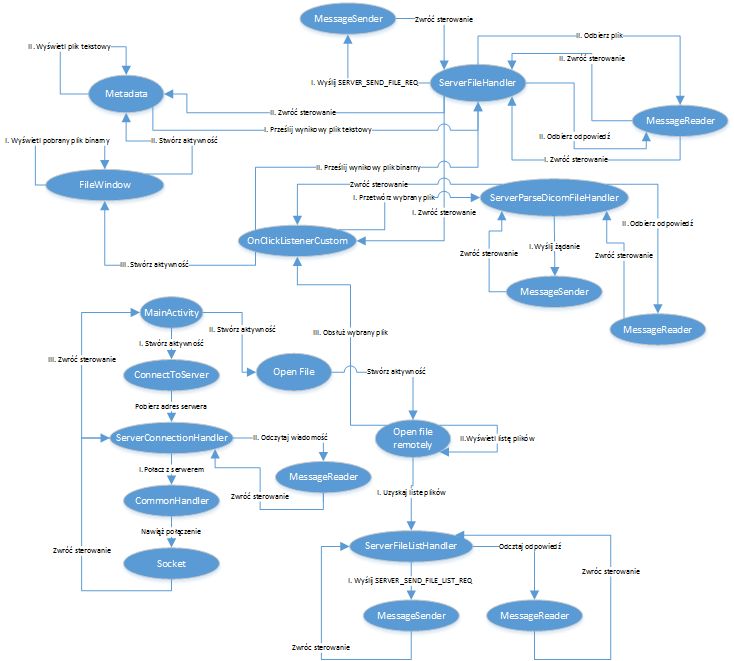 MessageSender
Zwróć sterowanie
II. Wyświetl plik tekstowy
II. Odbierz plik
II. Zwróć sterowanie
I. Wyślij SERVER_SEND_FILE_REQ
ServerFileHandler
Metadata
II. Zwróć sterowanie
MessageReader
I. Prześlij wynikowy plik tekstowy
II. Odbierz odpowiedź
I. Wyświetl pobrany plik binarny
II. Stwórz aktywność
I. Zwróć sterowanie
II. Prześlij wynikowy plik binarny
FileWindow
Zwróć sterowanie
I. Przetwórz wybrany plik
ServerParseDicomFileHandler
I. Zwróć sterowanie
II. Odbierz odpowiedź
OnClickListenerCustom
I. Wyślij żądanie
Zwróć sterowanie
Zwróć sterowanie
III. Stwórz aktywność
MessageSender
MainActivity
MessageReader
II. Stwórz aktywność
III. Obsłuż wybrany plik
I. Stwórz aktywność
III. Zwróć sterowanie
ConnectToServer
Open File
Stwórz aktywność
Pobierz adres serwera
ServerConnectionHandler
II. Odczytaj wiadomość
Open file
remotely
II.Wyświetl listę plików
I. Połacz z serwerem
MessageReader
I. Uzyskaj liste plików
Zwróć sterowanie
CommonHandler
Nawiąż połączenie
Zwróć sterowanie
ServerFileListHandler
Odcztaj odpowiedź
Socket
Zwróć sterowanie
I. Wyślij SERVER_SEND_FILE_LIST_REQ
MessageSender
MessageReader
Zwróć sterowanie